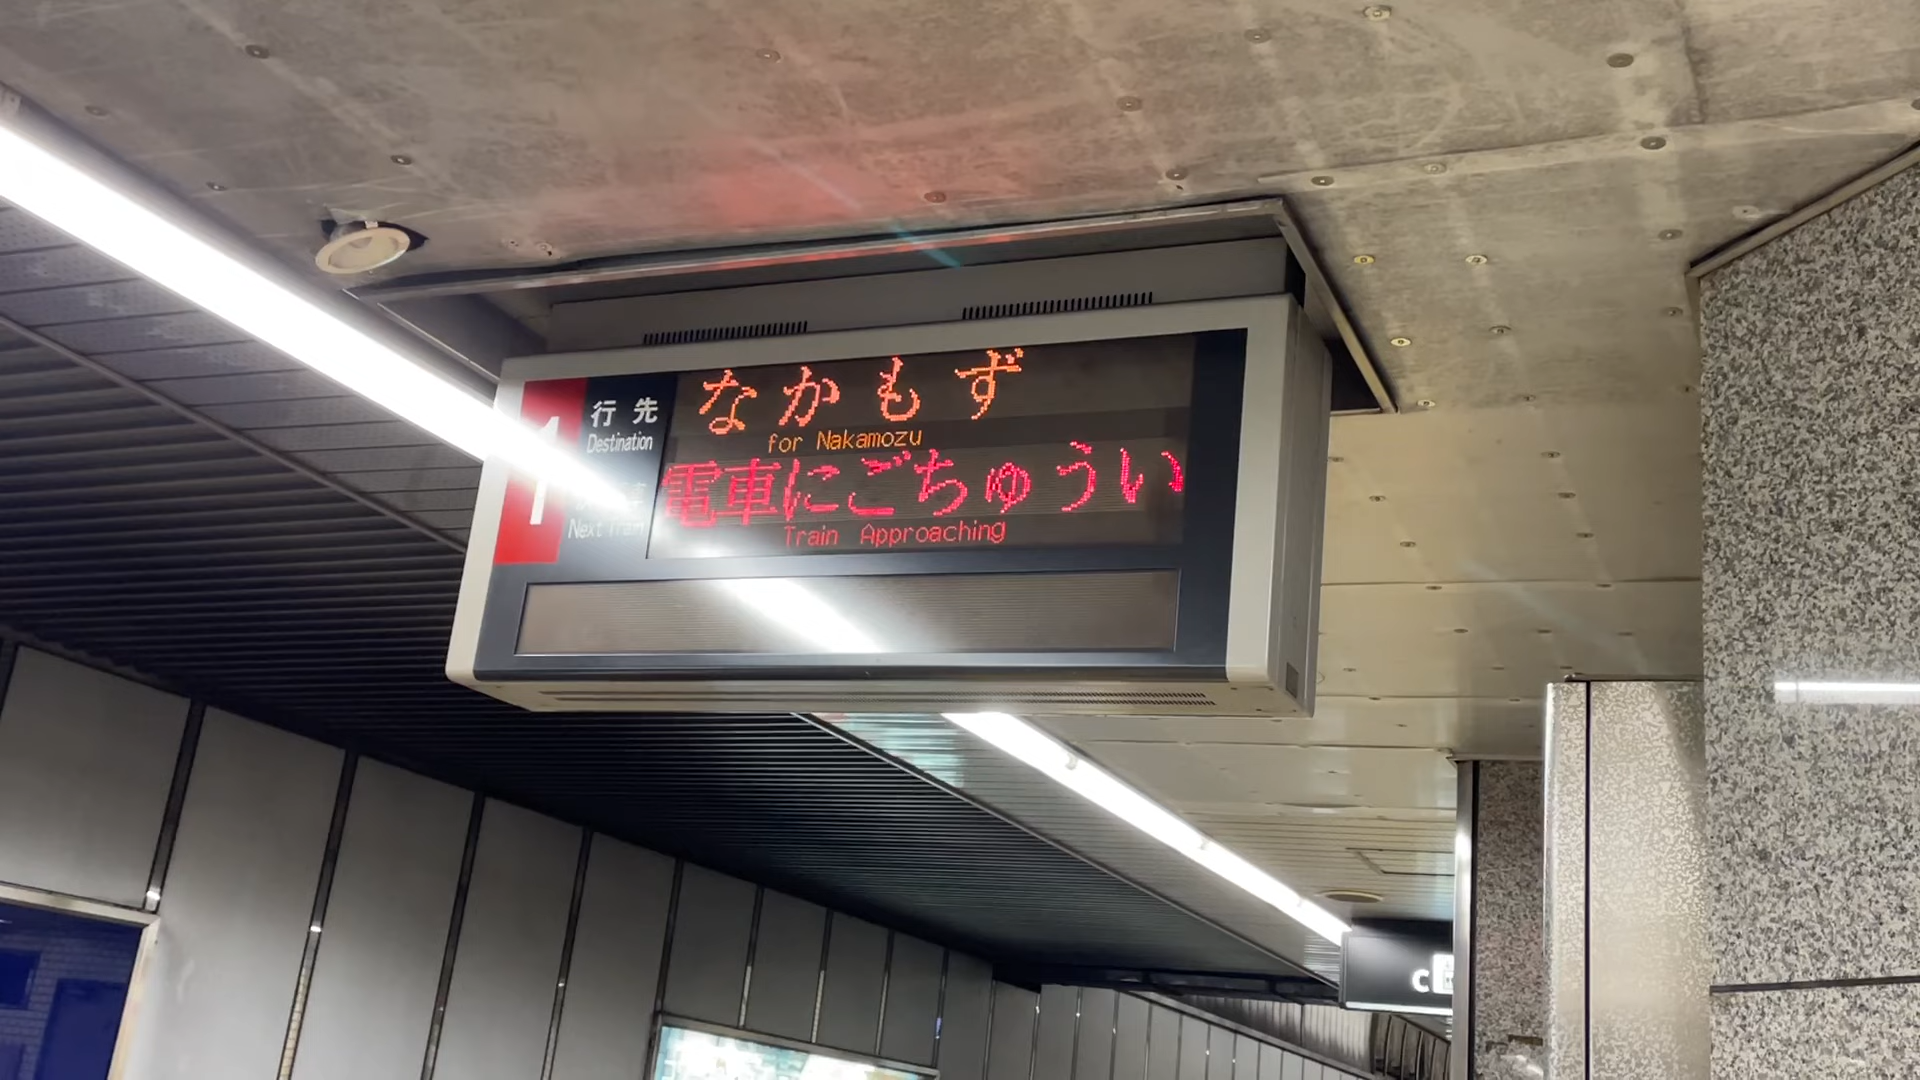 1
行先
Destination
なかもず
for Nakamozu
Next Train
電車にごちゅうい
Train Approaching
C